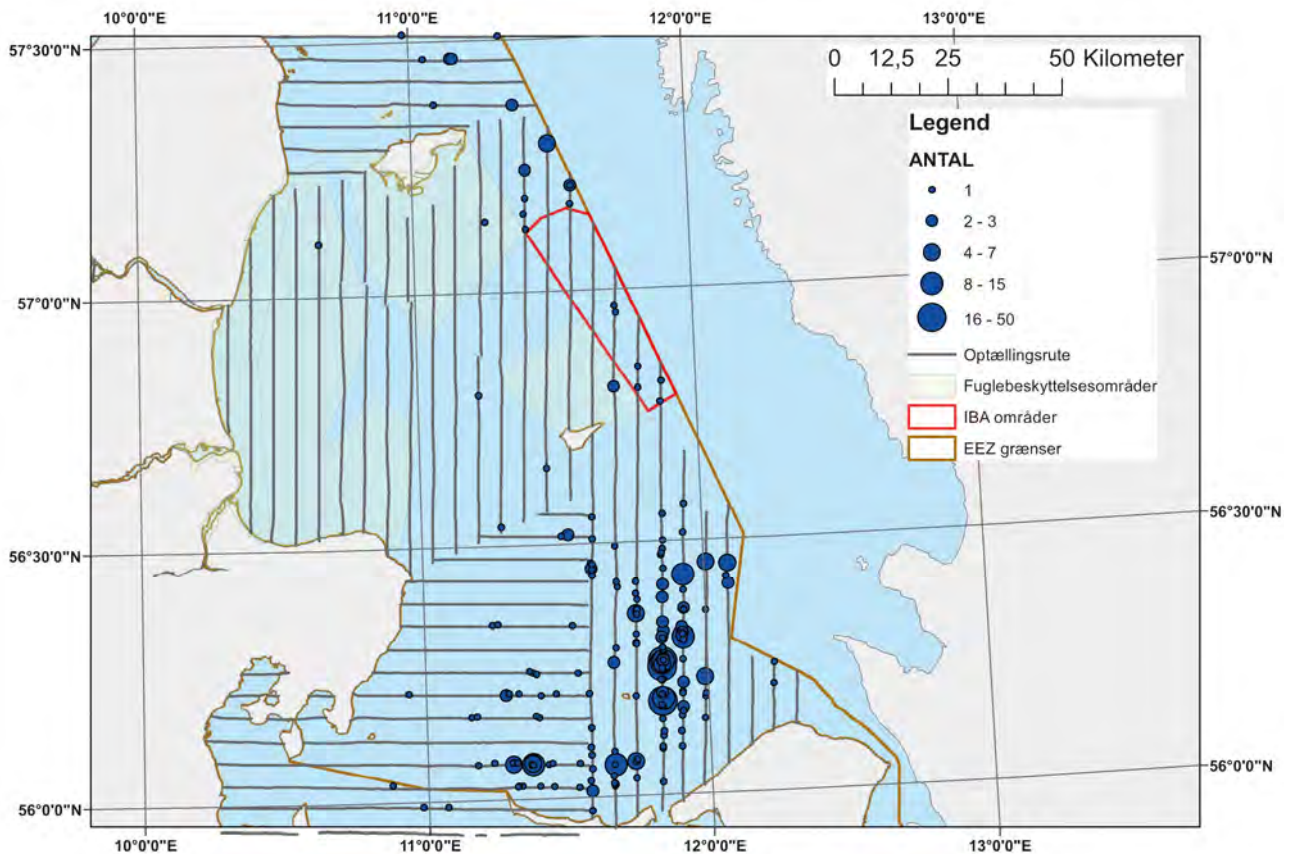 10°0'0"E 11°0'0"E 12°0'0"E 13°0'0"E
57°30'0"N
0 12,5 25 50 Kilometer
Legend
ANTAL
1
2 - 3
4 - 7
8 - 15
16 - 50
Optællingsrute
Fuglebeskyttelsesområder
IBA områder
EEZ grænser
57°0'0"N
57°0'0"N
56°30'0"N
56°30'0"N
56°0'0"N
56°0'0"N
10°0'0"E 11°0'0"E 12°0'0"E 13°0'0"E